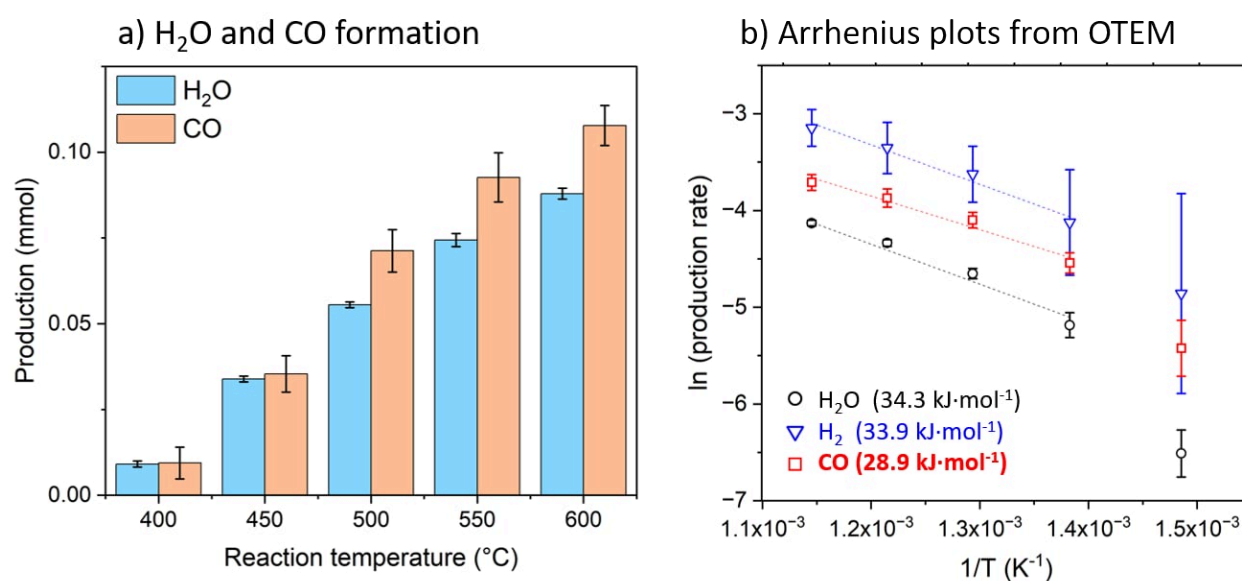 a) H₂O and CO formation
H₂O
CO
Production (mmol)
0.10
0.05
0.00
400 450 500 550 600
Reaction temperature (°C)
b) Arrhenius plots from OTEM
ln (production rate)
−3
−4
−5
−6
−7
H₂O (34.3 kJ·mol⁻¹)
H₂ (33.9 kJ·mol⁻¹)
CO (28.9 kJ·mol⁻¹)
1.1x10⁻³ 1.2x10⁻³ 1.3x10⁻³ 1.4x10⁻³ 1.5x10⁻³
1/T (K⁻¹)